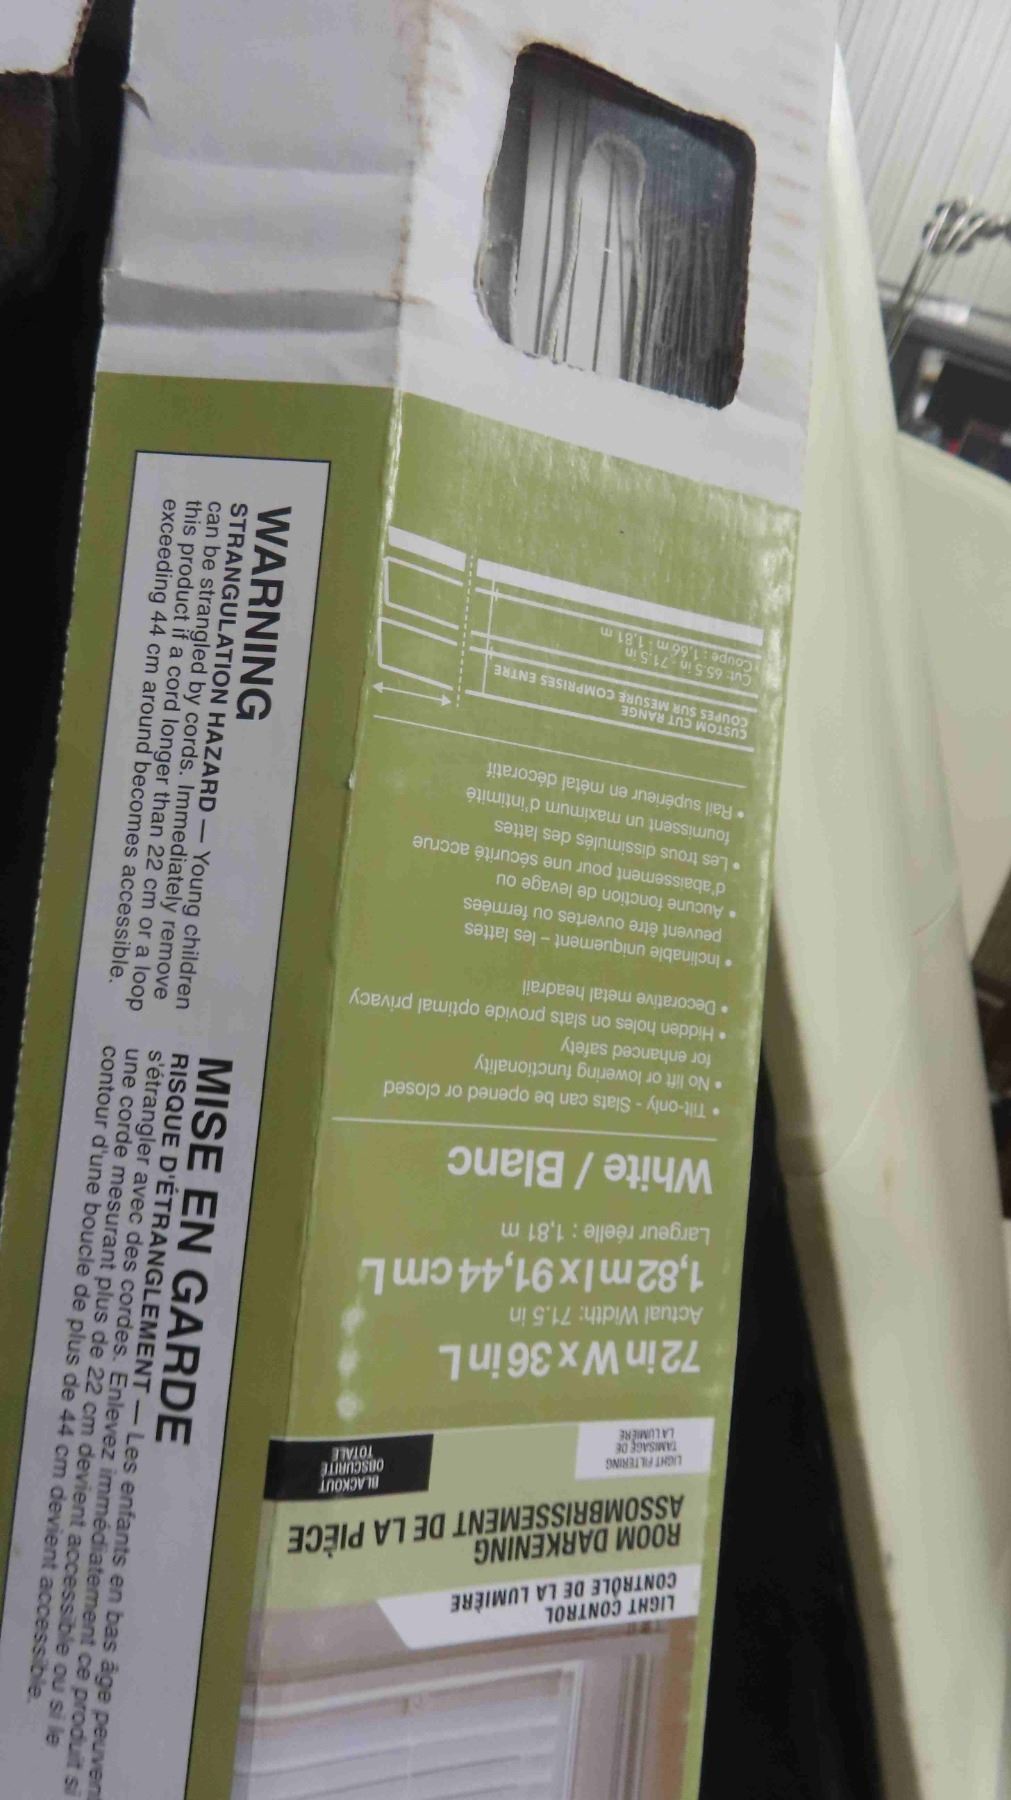 LIGHT CONTROL
CONTRÔLE DE LA LUMIÈRE
ROOM DARKENING
ASSOMBRISSEMENT DE LA PIÈCE
LIGHT FILTERING
TAMISAGE DE
LA LUMIÈRE
BLACKOUT
OBSCURITÉ
TOTALE
72 in W x 36 in L
Actual Width: 71.5 in
1,82 m l x 91,44 cm L
Largeur réelle : 1,81 m
White / Blanc
• Tilt-only - Slats can be opened or closed
• No lift or lowering functionality
for enhanced safety
• Hidden holes on slats provide optimal privacy
• Decorative metal headrail
• Inclinable uniquement – les lattes
peuvent être ouvertes ou fermées
• Aucune fonction de levage ou
d'abaissement pour une sécurité accrue
• Les trous dissimulés des lattes
fournissent un maximum d'intimité
• Rail supérieur en métal décoratif
CUSTOM CUT RANGE
COUPES SUR MESURE COMPRISES ENTRE
Cut: 65.5 in - 71.5 in
Coupe : 1,66 m - 1,81 m
WARNING
STRANGULATION HAZARD — Young children
can be strangled by cords. Immediately remove
this product if a cord longer than 22 cm or a loop
exceeding 44 cm around becomes accessible.
MISE EN GARDE
RISQUE D'ÉTRANGLEMENT — Les enfants en bas âge peuvent
s'étrangler avec des cordes. Enlevez immédiatement ce produit si
une corde mesurant plus de 22 cm devient accessible ou si le
contour d'une boucle de plus de 44 cm devient accessible.